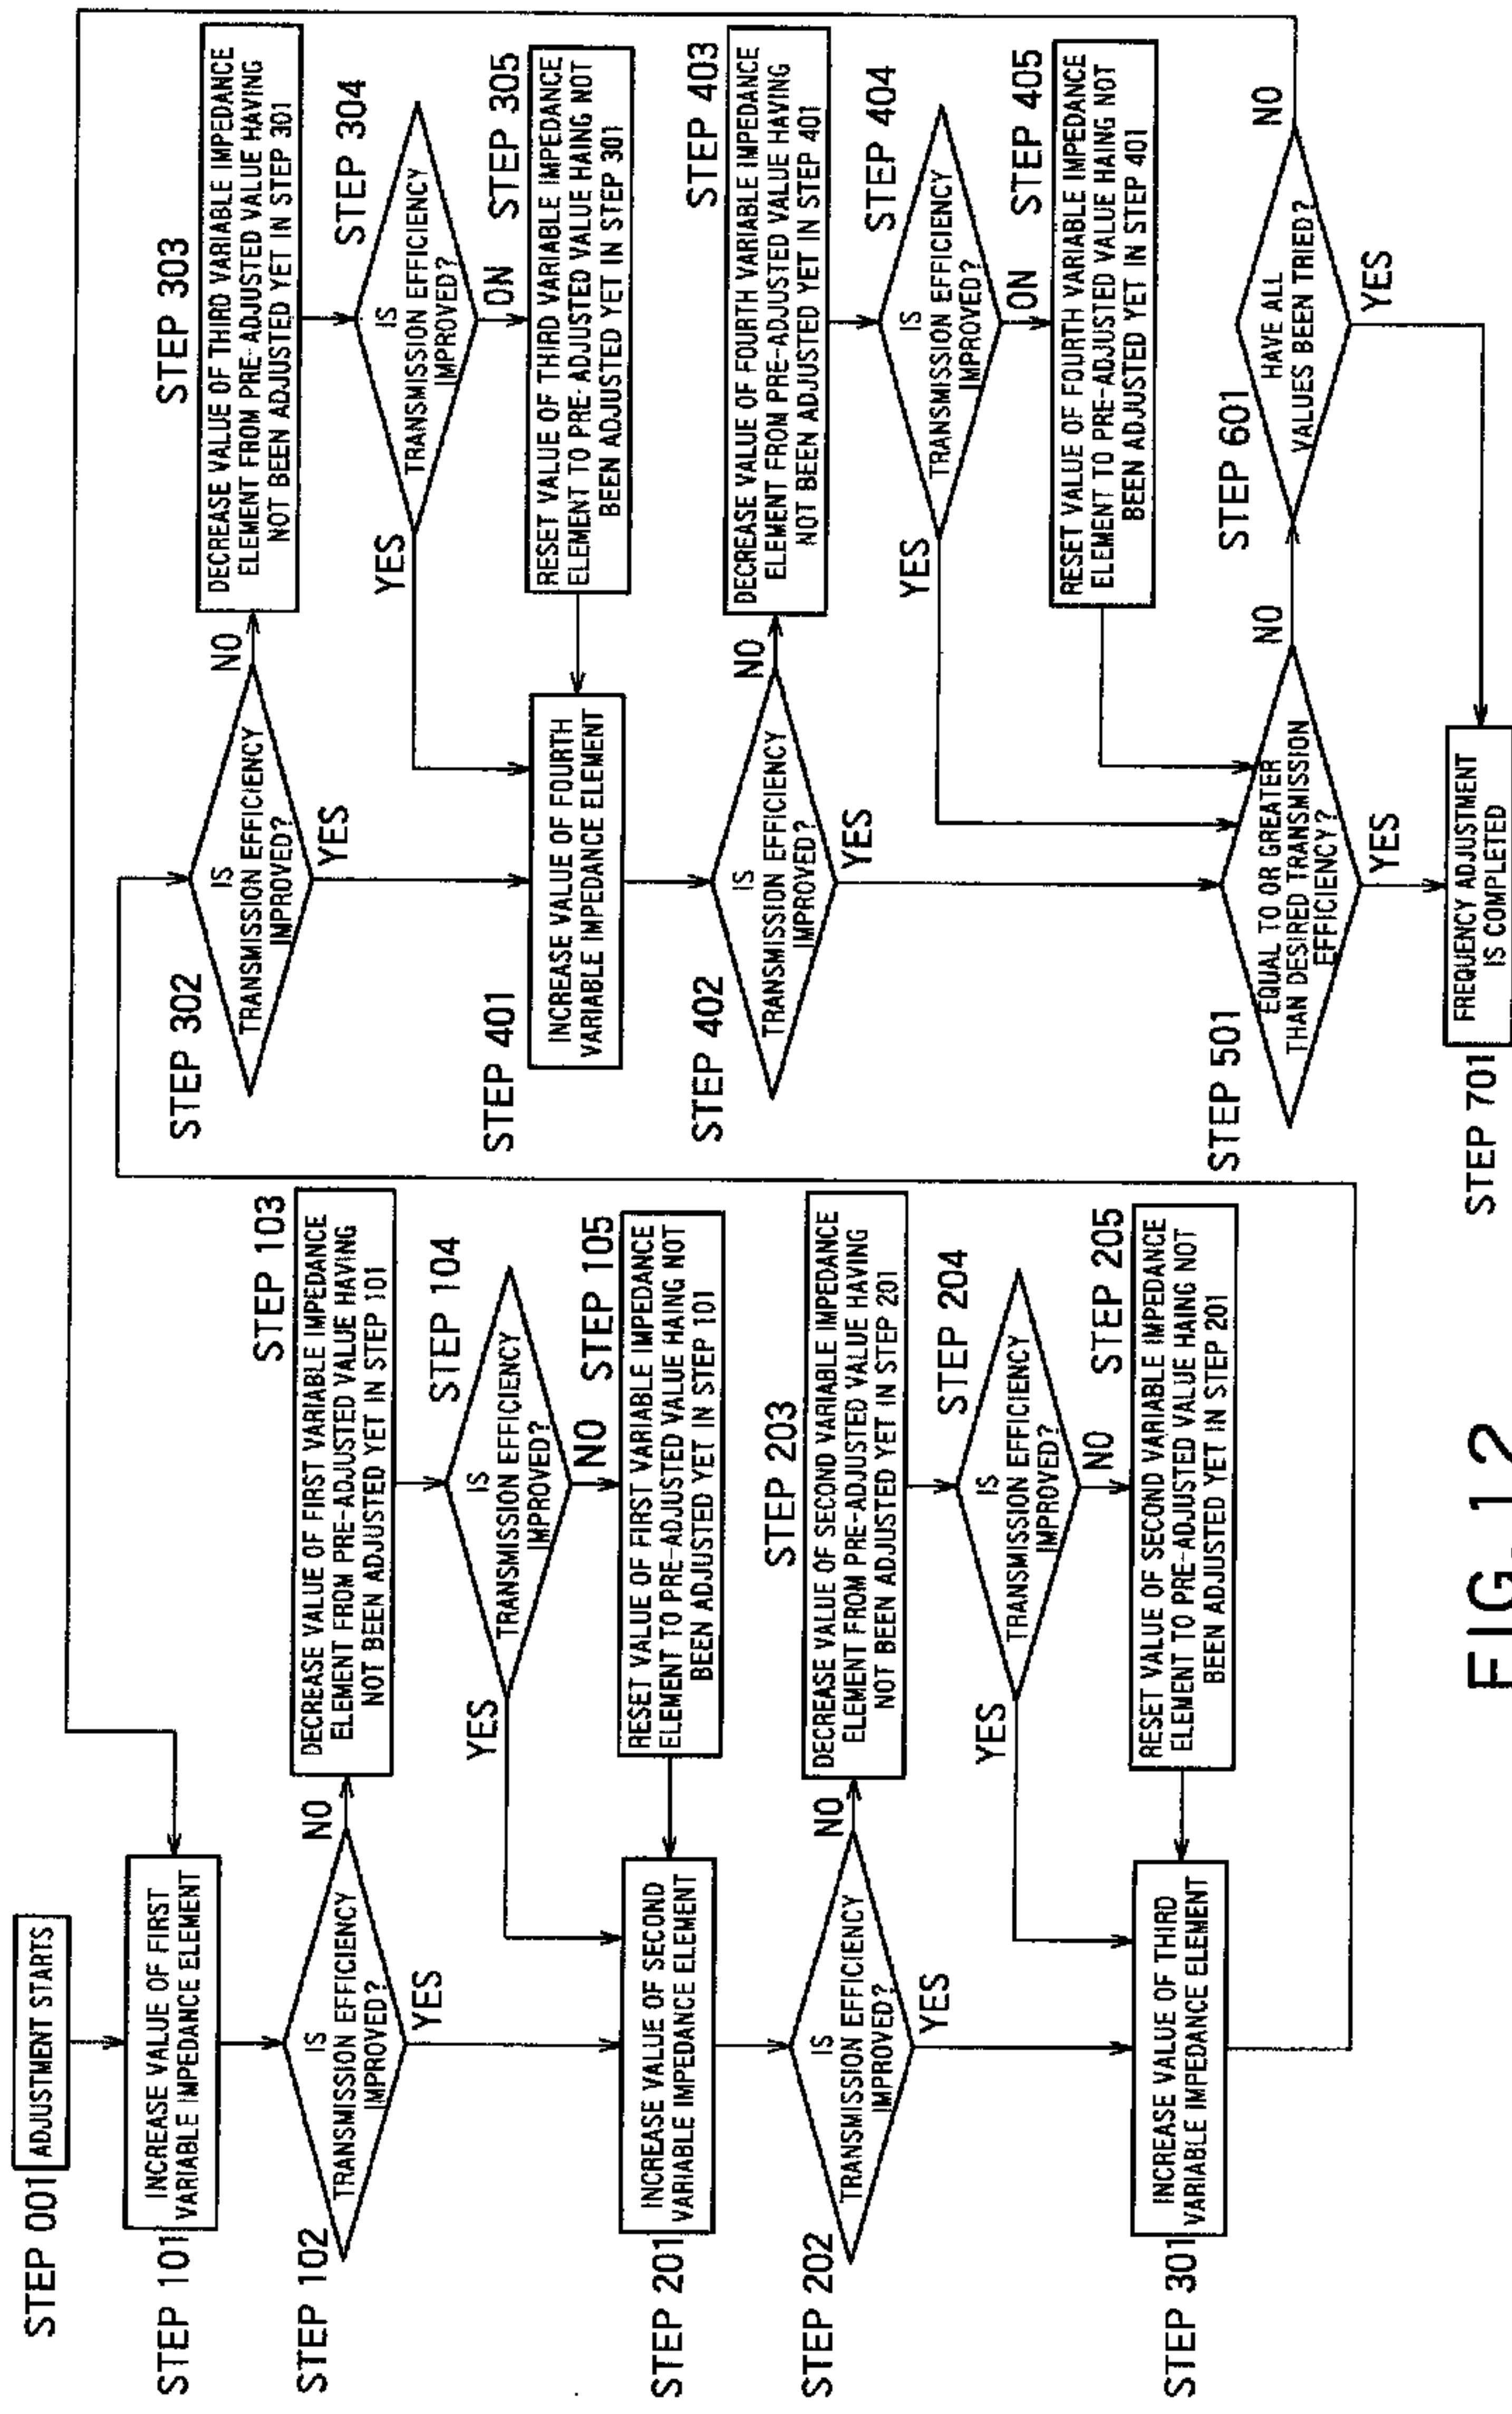 STEP 001
ADJUSTMENT STARTS
STEP 101
INCREASE VALUE OF FIRST
VARIABLE IMPEDANCE ELEMENT
STEP 102
IS
TRANSMISSION EFFICIENCY
IMPROVED?
NO
YES
STEP 103
DECREASE VALUE OF FIRST VARIABLE IMPEDANCE
ELEMENT FROM PRE-ADJUSTED VALUE HAVING
NOT BEEN ADJUSTED YET IN STEP 101
STEP 104
IS
TRANSMISSION EFFICIENCY
IMPROVED?
YES
NO
STEP 105
RESET VALUE OF FIRST VARIABLE IMPEDANCE
ELEMENT TO PRE-ADJUSTED VALUE HAING NOT
BEEN ADJUSTED YET IN STEP 101
STEP 201
INCREASE VALUE OF SECOND
VARIABLE IMPEDANCE ELEMENT
STEP 202
IS
TRANSMISSION EFFICIENCY
IMPROVED?
NO
YES
STEP 203
DECREASE VALUE OF SECOND VARIABLE IMPEDANCE
ELEMENT FROM PRE-ADJUSTED VALUE HAVING
NOT BEEN ADJUSTED YET IN STEP 201
STEP 204
IS
TRANSMISSION EFFICIENCY
IMPROVED?
YES
NO
STEP 205
RESET VALUE OF SECOND VARIABLE IMPEDANCE
ELEMENT TO PRE-ADJUSTED VALUE HAING NOT
BEEN ADJUSTED YET IN STEP 201
STEP 301
INCREASE VALUE OF THIRD
VARIABLE IMPEDANCE ELEMENT
STEP 302
IS
TRANSMISSION EFFICIENCY
IMPROVED?
NO
YES
STEP 303
DECREASE VALUE OF THIRD VARIABLE IMPEDANCE
ELEMENT FROM PRE-ADJUSTED VALUE HAVING
NOT BEEN ADJUSTED YET IN STEP 301
STEP 304
IS
TRANSMISSION EFFICIENCY
IMPROVED?
YES
ON
STEP 305
RESET VALUE OF THIRD VARIABLE IMPEDANCE
ELEMENT TO PRE-ADJUSTED VALUE HAING NOT
BEEN ADJUSTED YET IN STEP 301
STEP 401
INCREASE VALUE OF FOURTH
VARIABLE IMPEDANCE ELEMENT
STEP 402
IS
TRANSMISSION EFFICIENCY
IMPROVED?
NO
YES
STEP 403
DECREASE VALUE OF FOURTH VARIABLE IMPEDANCE
ELEMENT FROM PRE-ADJUSTED VALUE HAVING
NOT BEEN ADJUSTED YET IN STEP 401
STEP 404
IS
TRANSMISSION EFFICIENCY
IMPROVED?
YES
ON
STEP 405
RESET VALUE OF FOURTH VARIABLE IMPEDANCE
ELEMENT TO PRE-ADJUSTED VALUE HAING NOT
BEEN ADJUSTED YET IN STEP 401
STEP 501
EQUAL TO OR GREATER
THAN DESIRED TRANSMISSION
EFFICIENCY?
NO
YES
STEP 601
HAVE ALL
VALUES BEEN TRIED?
NO
YES
STEP 701
FREQUENCY ADJUSTMENT
IS COMPLETED
FIG. 12